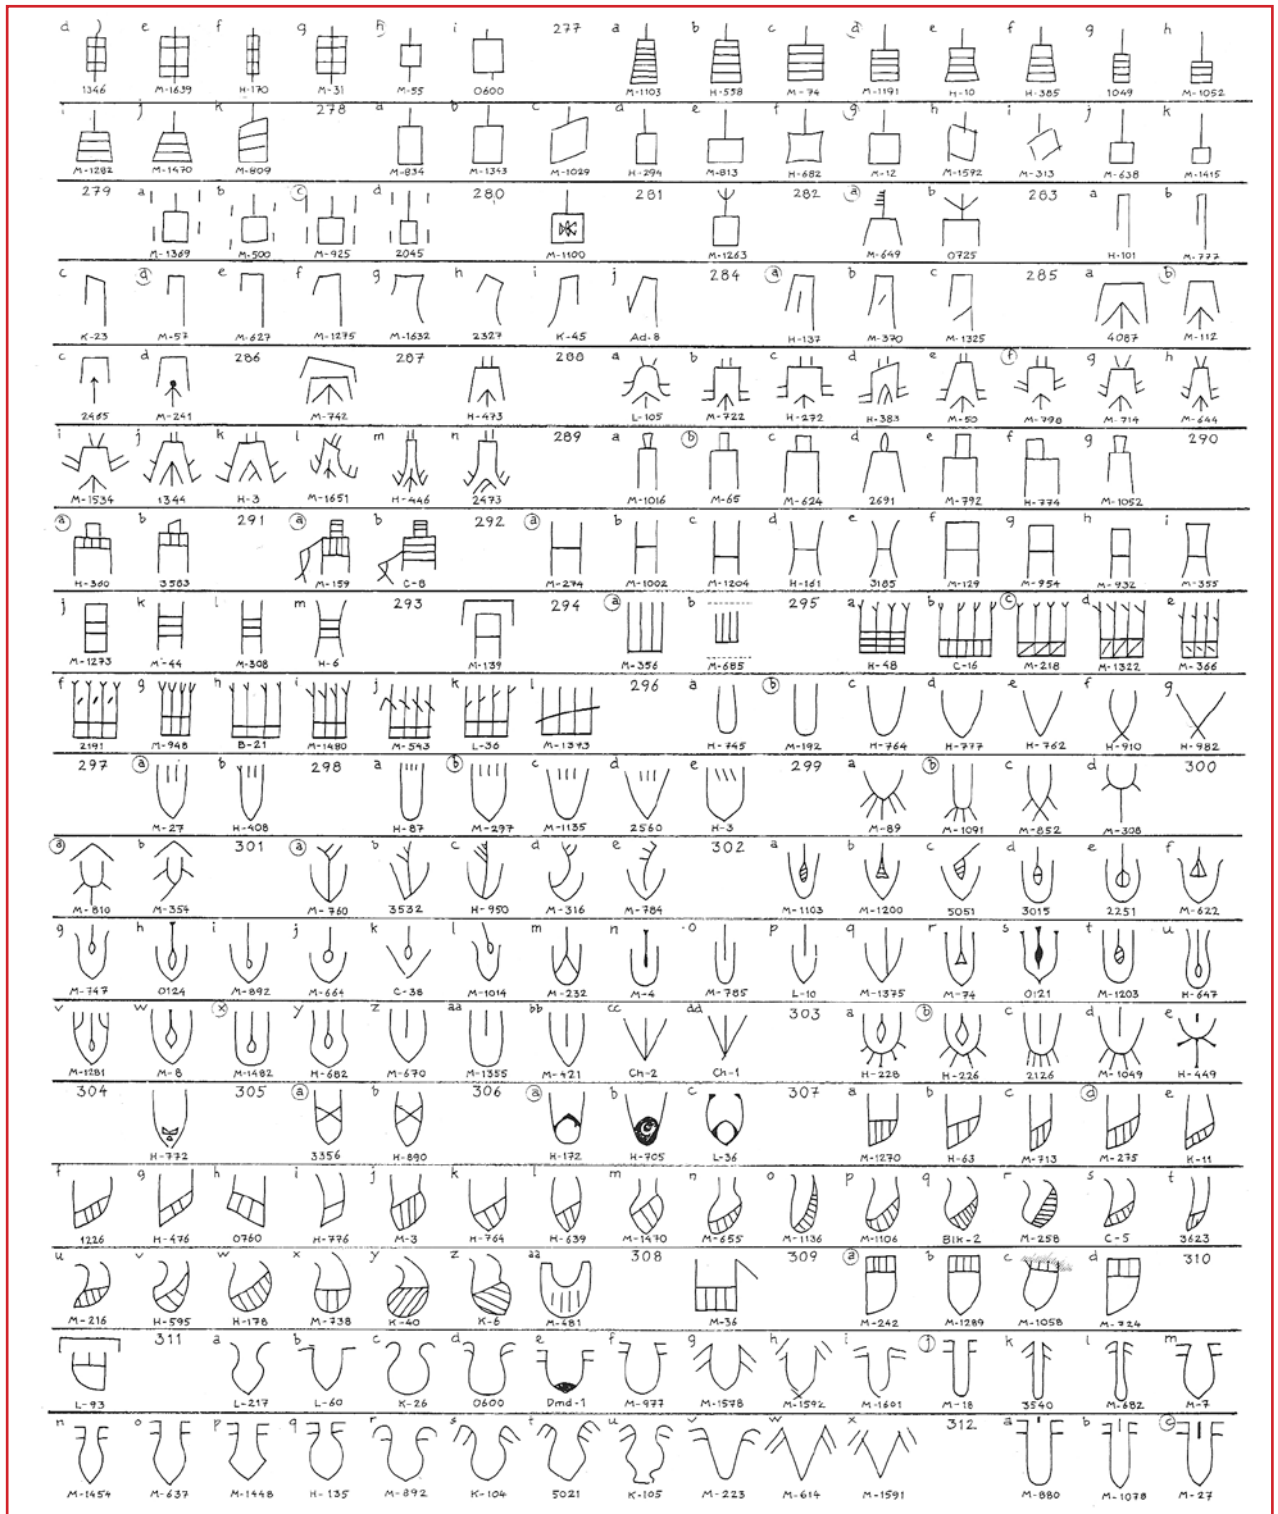 d e f g h i 277 a b c d e f g h
1346 M-1639 H-170 M-31 M-55 0600 M-1103 H-558 M-74 M-1191 H-10 H-385 1049 M-1052
i j k 278 a b c d e f g h i j k
M-1282 M-1470 M-809 M-834 M-1343 M-1029 H-294 M-813 H-682 M-12 M-1592 M-313 M-638 M-1415
279 a b c d 280 281 282 a b 283 a b
M-1369 M-500 M-925 2045 M-1100 M-1263 M-649 0725 H-101 M-777
c d e f g h i j 284 a b c 285 a b
K-23 M-57 M-627 M-1275 M-1632 2327 K-45 Ad-8 H-137 M-370 M-1325 4087 M-112
c d 286 287 288 a b c d e f g h
2465 M-241 M-742 H-473 L-105 M-722 H-272 H-383 M-50 M-798 M-714 M-644
i j k l m n 289 a b c d e f g 290
M-1534 1344 H-3 M-1651 H-446 2473 M-1016 M-65 M-624 2691 M-792 H-774 M-1052
a b 291 a b 292 a b c d e f g h i
H-360 3583 M-159 C-8 M-274 M-1002 M-1204 H-161 3185 M-129 M-954 M-932 M-355
j k l m 293 294 a b 295 a b c d e
M-1273 M-44 M-308 H-6 M-139 M-356 M-685 H-48 C-16 M-218 M-1322 M-366
f g h i j k l 296 a b c d e f g
2191 M-948 B-21 M-1480 M-543 L-36 M-1393 H-745 M-192 H-764 H-777 H-762 H-910 H-982
297 a b 298 a b c d e 299 a b c d 300
M-27 H-408 H-87 M-297 M-1135 2560 H-3 M-89 M-1091 M-852 M-308
a b 301 a b c d e 302 a b c d e f
M-810 M-354 M-760 3532 H-950 M-316 M-784 M-1103 M-1200 5051 3015 2251 M-622
g h i j k l m n o p q r s t u
M-747 0124 M-892 M-664 C-38 M-1014 M-232 M-4 M-785 L-10 M-1375 M-74 0121 M-1203 H-647
v w x y z aa bb cc dd 303 a b c d e
M-1281 M-8 M-1482 H-682 M-670 M-1355 M-421 Ch-2 Ch-1 H-228 H-226 2126 M-1049 H-449
304 305 a b 306 a b c 307 a b c d e
H-772 3356 H-890 H-172 H-705 L-36 M-1270 H-63 M-713 M-275 K-11
f g h i j k l m n o p q r s t
1226 H-476 0760 H-776 M-3 H-764 H-639 M-1470 M-655 M-1136 M-1106 Blk-2 M-258 C-5 3623
u v w x y z aa 308 309 a b c d 310
M-216 H-595 H-178 M-738 K-40 K-6 M-481 M-36 M-242 M-1289 M-1058 M-724
311 a b c d e f g h i j k l m
L-93 L-217 L-60 K-26 0600 Dmd-1 M-977 M-1578 M-1592 M-1601 M-18 3540 M-682 M-7
n o p q r s t u v w x 312 a b c
M-1454 M-637 M-1448 H-135 M-892 K-104 5021 K-105 M-223 M-614 M-1591 M-880 M-1078 M-27